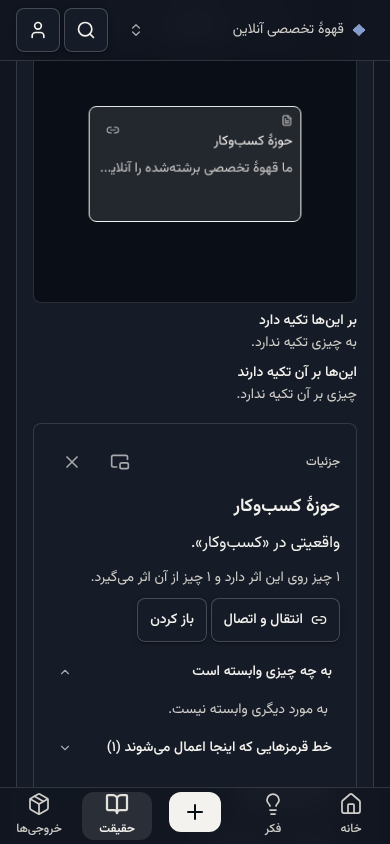 قهوهٔ تخصصی آنلاین
حوزهٔ کسب‌وکار
ما قهوهٔ تخصصی برشته‌شده را آنلایـ...
بر این‌ها تکیه دارد
به چیزی تکیه ندارد.
این‌ها بر آن تکیه دارند
چیزی بر آن تکیه ندارد.
جزئیات
حوزهٔ کسب‌وکار
واقعیتی در «کسب‌وکار».
۱ چیز روی این اثر دارد و ۱ چیز از آن اثر می‌گیرد.
انتقال و اتصال
باز کردن
به چه چیزی وابسته است
به مورد دیگری وابسته نیست.
خط قرمزهایی که اینجا اعمال می‌شوند (۱)
خانه
فکر
حقیقت
خروجی‌ها